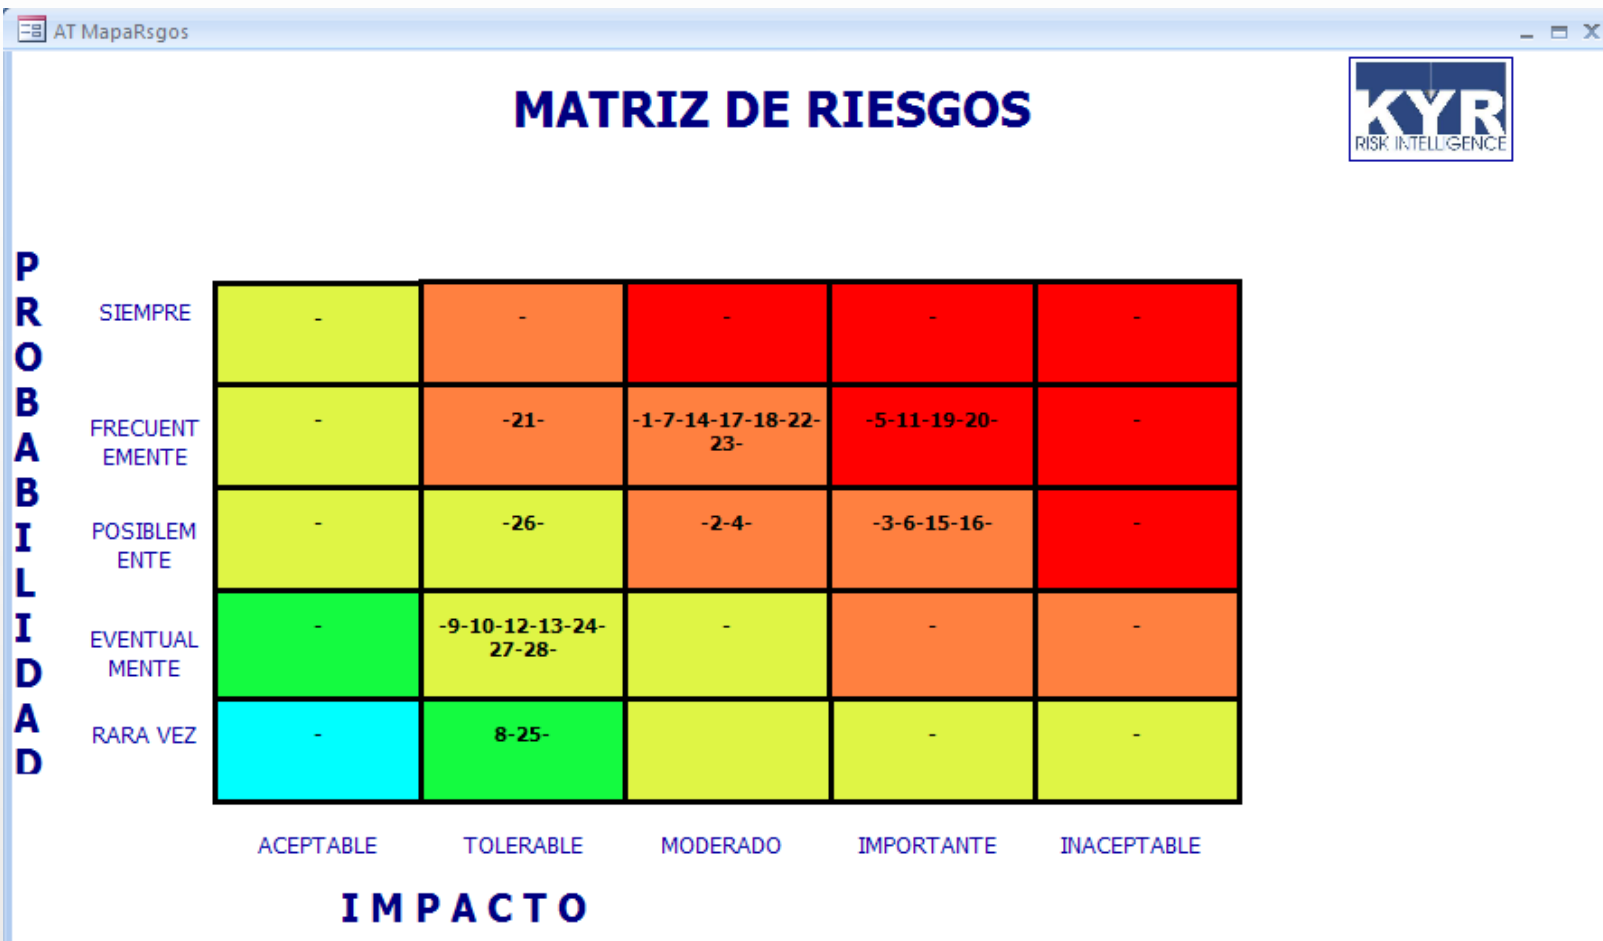 AT MapaRsgos
MATRIZ DE RIESGOS
KYR
RISK INTELLIGENCE
P
R
O
B
A
B
I
L
I
D
A
D
SIEMPRE
-
-
-
-
-
FRECUENT
EMENTE
-
-21-
-1-7-14-17-18-22-
23-
-5-11-19-20-
-
POSIBLEM
ENTE
-
-26-
-2-4-
-3-6-15-16-
-
EVENTUAL
MENTE
-
-9-10-12-13-24-
27-28-
-
-
-
RARA VEZ
-
8-25-
-
-
ACEPTABLE
TOLERABLE
MODERADO
IMPORTANTE
INACEPTABLE
I M P A C T O